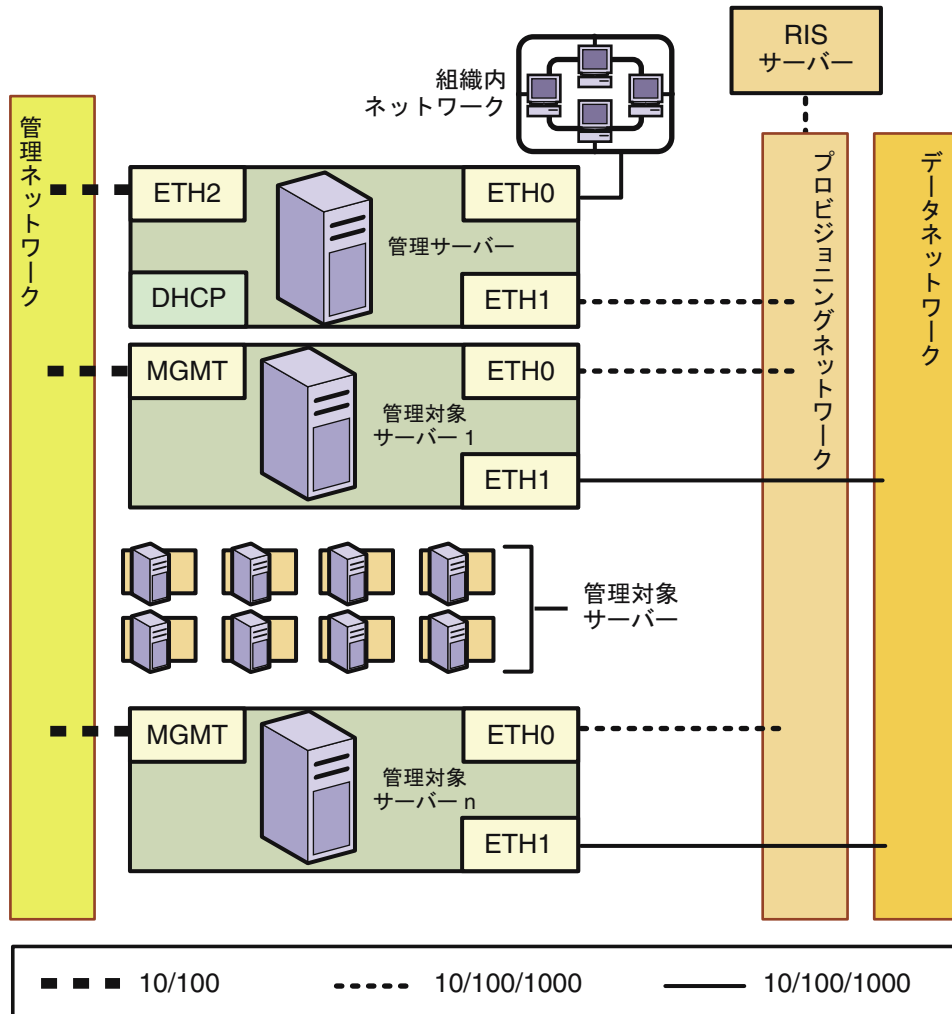 RIS
サーバー
組織内
ネットワーク
管理ネットワーク
プロビジョニングネットワーク
データネットワーク
ETH2
ETH0
管理サーバー
DHCP
ETH1
MGMT
ETH0
管理対象
サーバー 1
ETH1
管理対象
サーバー
MGMT
ETH0
管理対象
サーバー n
ETH1
10/100
10/100/1000
10/100/1000